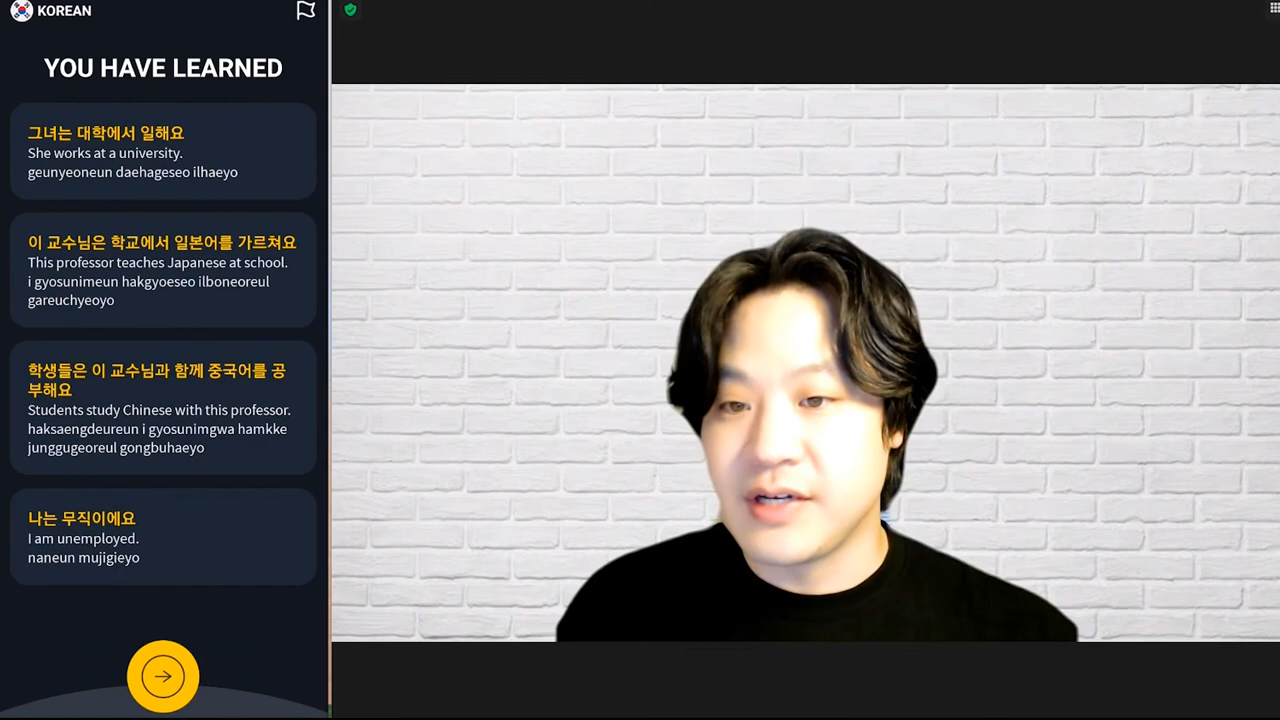 KOREAN
YOU HAVE LEARNED
그녀는 대학에서 일해요
She works at a university.
geunyeoneun daehageseo ilhaeyo
이 교수님은 학교에서 일본어를 가르쳐요
This professor teaches Japanese at school.
i gyosunimeun hakgyoeseo ilboneoreul
gareuchyeoyo
학생들은 이 교수님과 함께 중국어를 공
부해요
Students study Chinese with this professor.
haksaengdeureun i gyosunimgwa hamkke
junggugeoreul gongbuhaeyo
나는 무직이에요
I am unemployed.
naneun mujigieyo